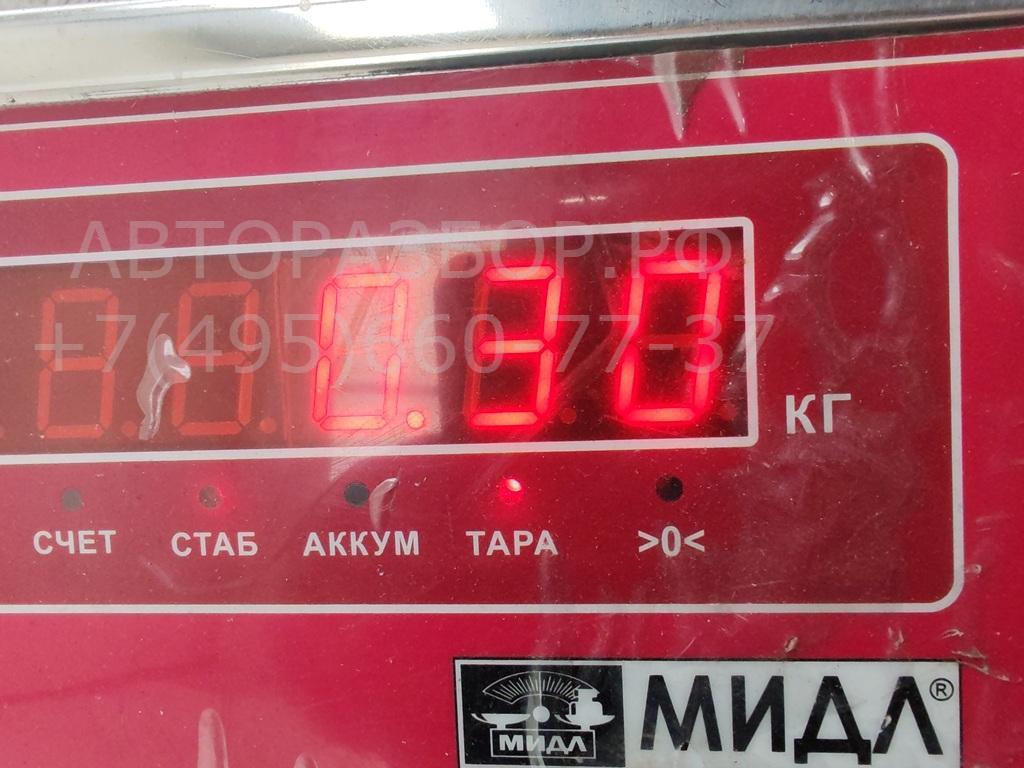 АВТОРАЗБОР.РФ
+7(495)660-77-37
0.30
КГ
СЧЕТ СТАБ АККУМ ТАРА >0<
МИДЛ МИДЛ®